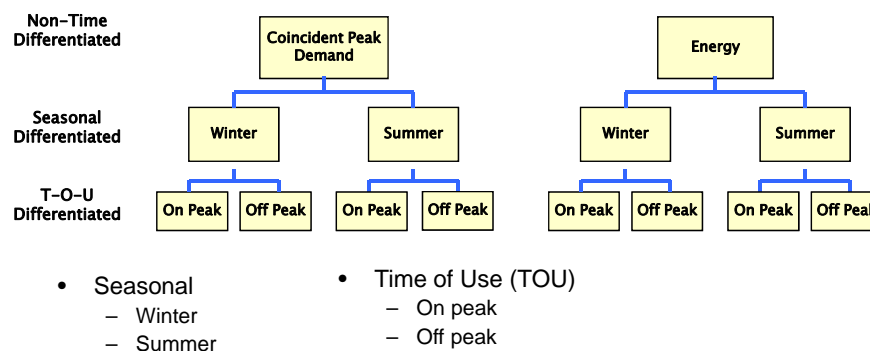 Non-Time
Differentiated
Coincident Peak
Demand
Energy
Seasonal
Differentiated
Winter
Summer
Winter
Summer
T-O-U
Differentiated
On Peak
Off Peak
On Peak
Off Peak
On Peak
Off Peak
On Peak
Off Peak
• Seasonal
– Winter
– Summer
• Time of Use (TOU)
– On peak
– Off peak